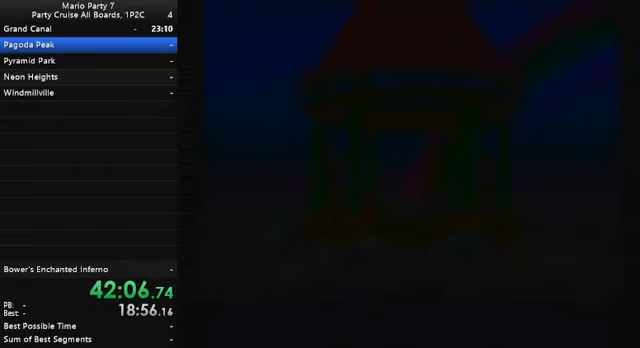 Mario Party 7
Party Cruise All Boards, 1P2C 4
Grand Canal - 23:10
Pagoda Peak -
Pyramid Park -
Neon Heights -
Windmillville -
Bower's Enchanted Inferno -
42:06.74
PB: -
Best: - 18:56.16
Best Possible Time -
Sum of Best Segments -